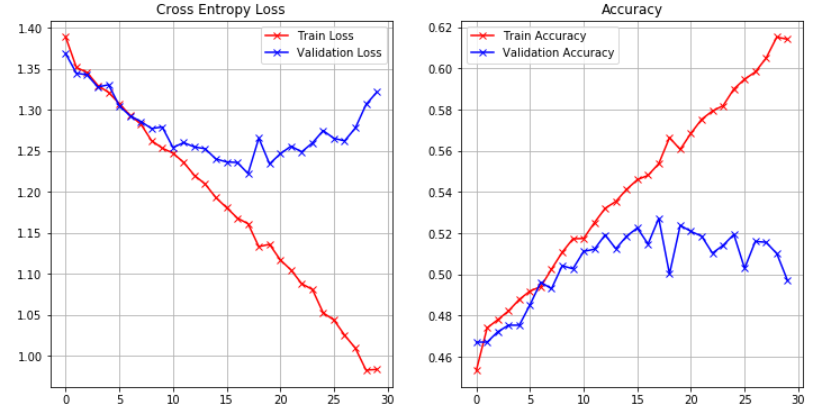 Cross Entropy Loss
Train Loss
Validation Loss
1.40
1.35
1.30
1.25
1.20
1.15
1.10
1.05
1.00
0 5 10 15 20 25 30
Accuracy
Train Accuracy
Validation Accuracy
0.62
0.60
0.58
0.56
0.54
0.52
0.50
0.48
0.46
0 5 10 15 20 25 30